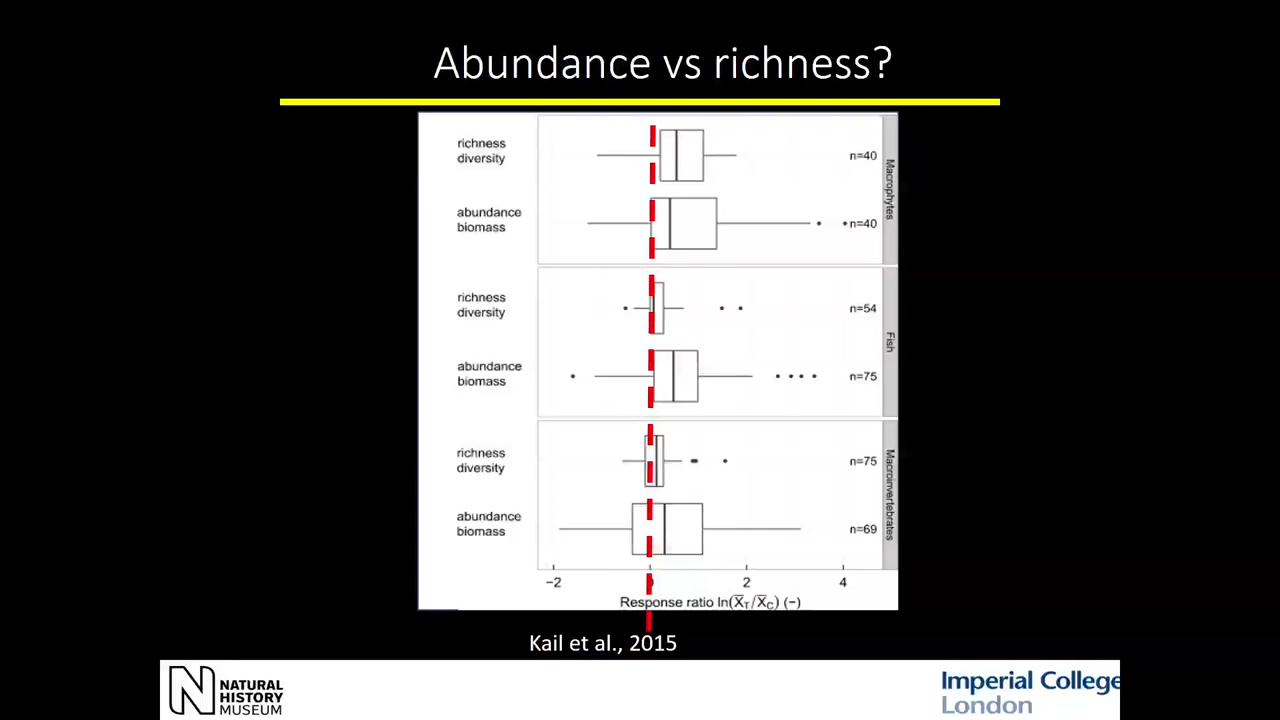 Abundance vs richness?
richness
diversity
n=40
abundance
biomass
n=40
Macrophytes
richness
diversity
n=54
abundance
biomass
n=75
Fish
richness
diversity
n=75
abundance
biomass
n=69
Macroinvertebrates
−2 0 2 4
Response ratio ln(X̅T/X̅C) (−)
Kail et al., 2015
NATURAL
HISTORY
MUSEUM
Imperial College
London